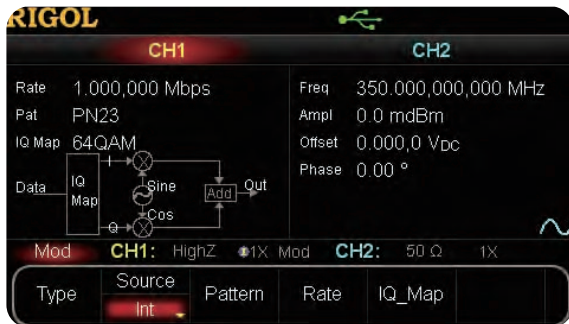 RIGOL
CH1
CH2
Rate 1.000,000 Mbps
Pat PN23
IQ Map 64QAM
Data
IQ Map
I
Q
Sine
Cos
Add
Out
Freq 350.000,000,000 MHz
Ampl 0.0 mdBm
Offset 0.000,0 VDC
Phase 0.00 °
Mod CH1: HighZ 1X Mod CH2: 50 Ω 1X
Type
Source
Int
Pattern
Rate
IQ_Map